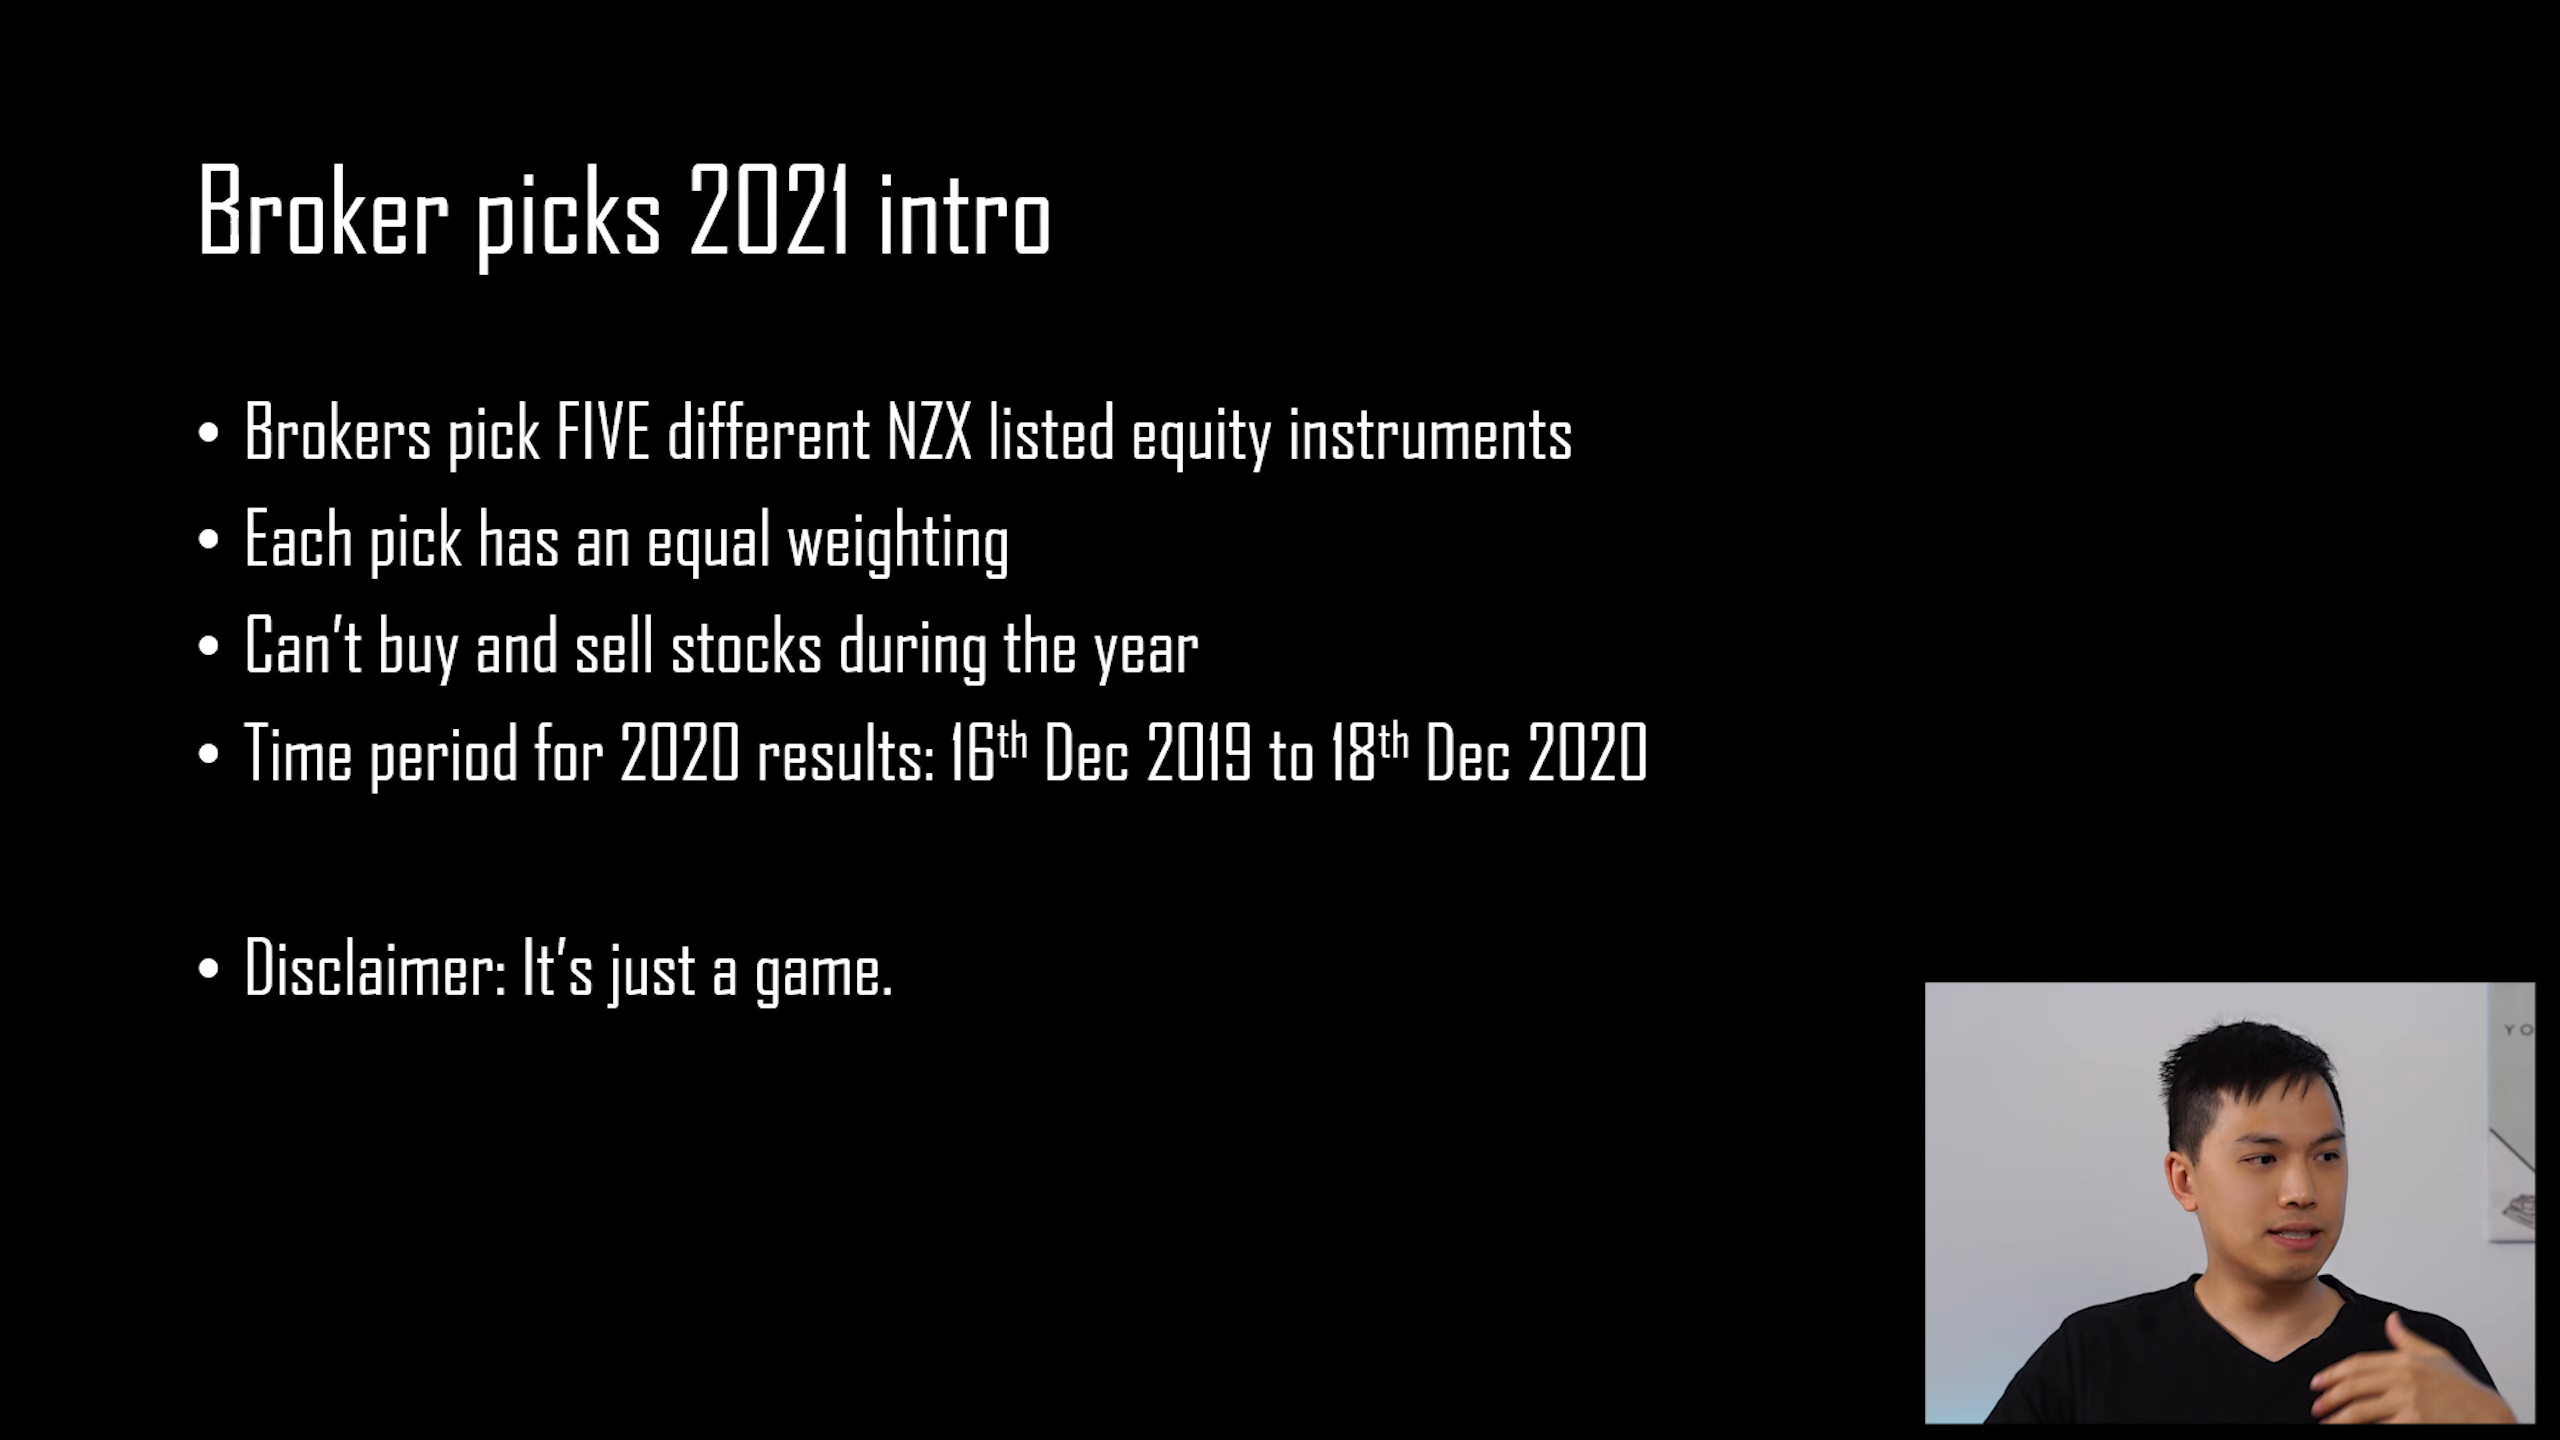 Broker picks 2021 intro
• Brokers pick FIVE different NZX listed equity instruments
• Each pick has an equal weighting
• Can't buy and sell stocks during the year
• Time period for 2020 results: 16th Dec 2019 to 18th Dec 2020
• Disclaimer: It's just a game.
YO